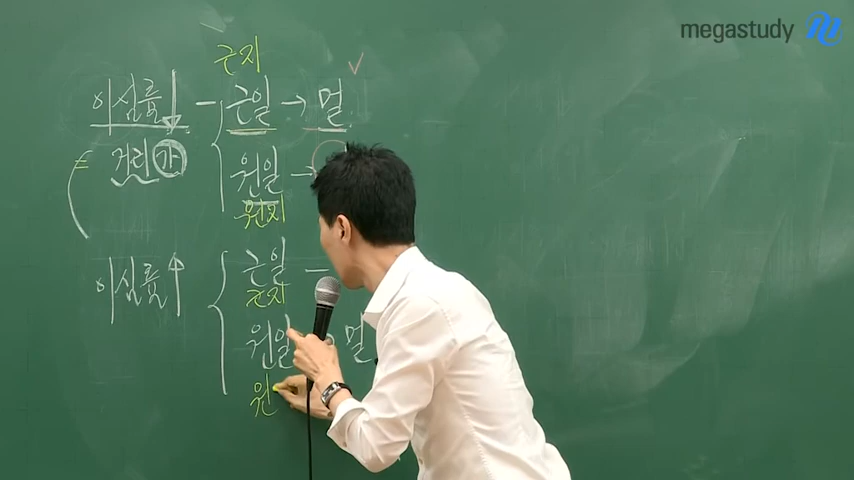 megastudy
근지
이심률↓ - 근일 → 멀
= 거리 가 원일 →
원지
이심률↑ 근일 -
근지
원일 멀
원